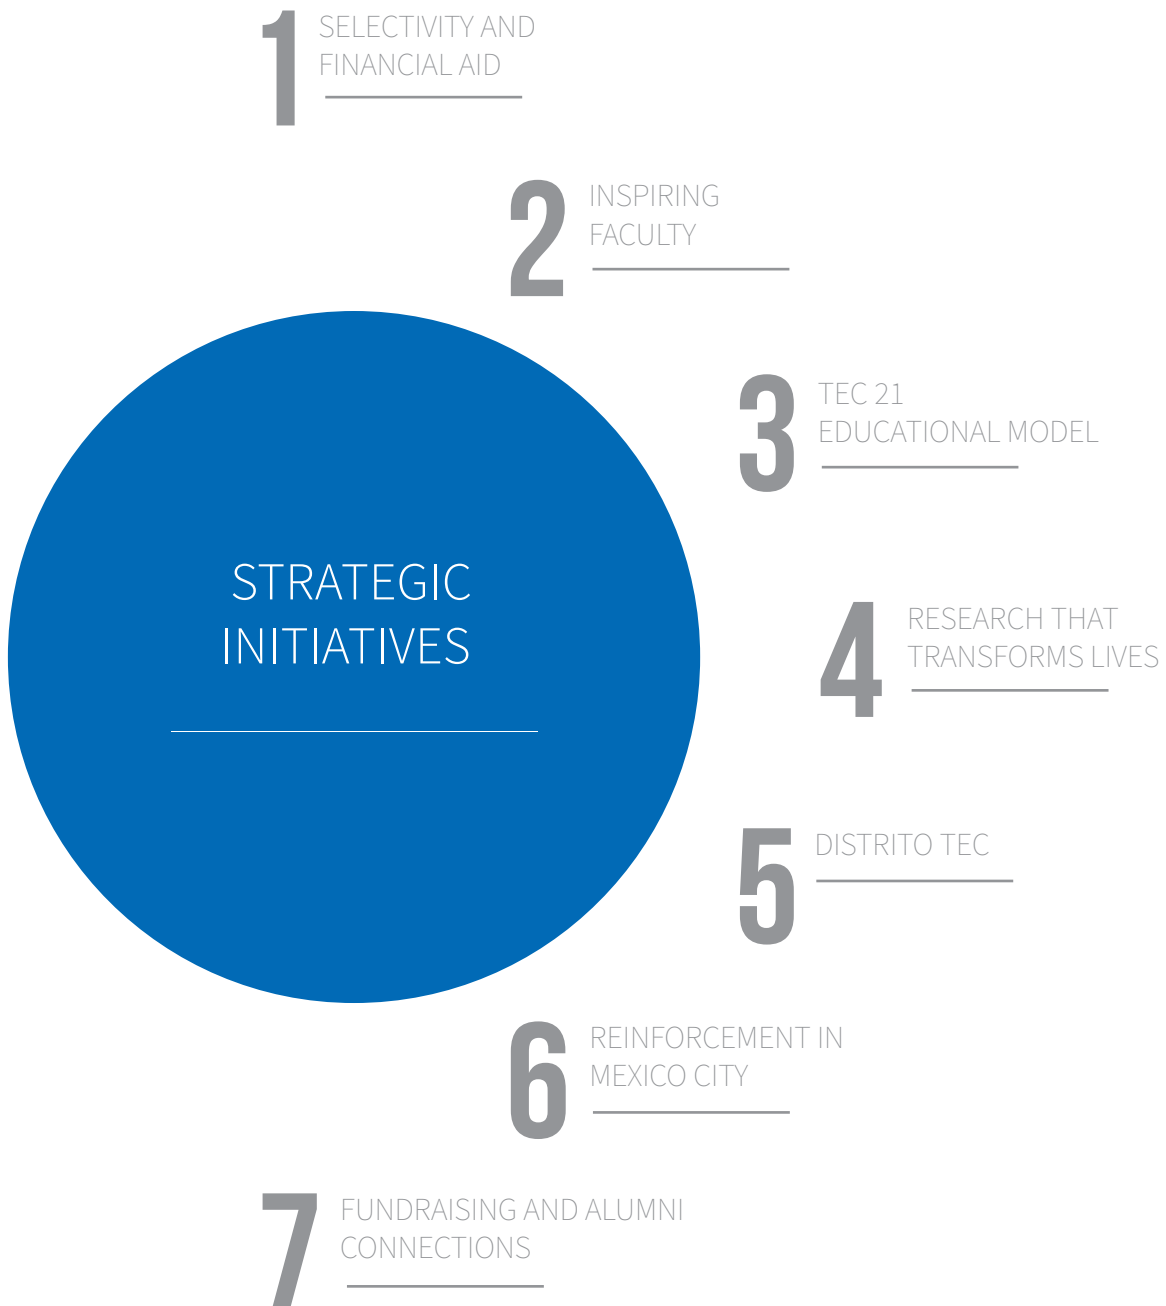 1
SELECTIVITY AND
FINANCIAL AID
2
INSPIRING
FACULTY
3
TEC 21
EDUCATIONAL MODEL
STRATEGIC
INITIATIVES
4
RESEARCH THAT
TRANSFORMS LIVES
5
DISTRITO TEC
6
REINFORCEMENT IN
MEXICO CITY
7
FUNDRAISING AND ALUMNI
CONNECTIONS